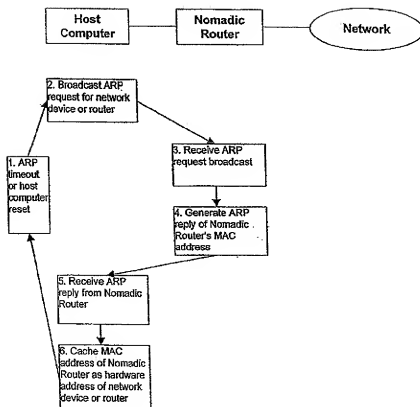 Host
Computer
Nomadic
Router
Network
2. Broadcast ARP
request for network
device or router
3. Receive ARP
request broadcast
1. ARP
timeout
or host
computer
reset
4. Generate ARP
reply of Nomadic
Router's MAC
address
5. Receive ARP
reply from Nomadic
Router
6. Cache MAC
address of Nomadic
Router as hardware
address of network
device or router